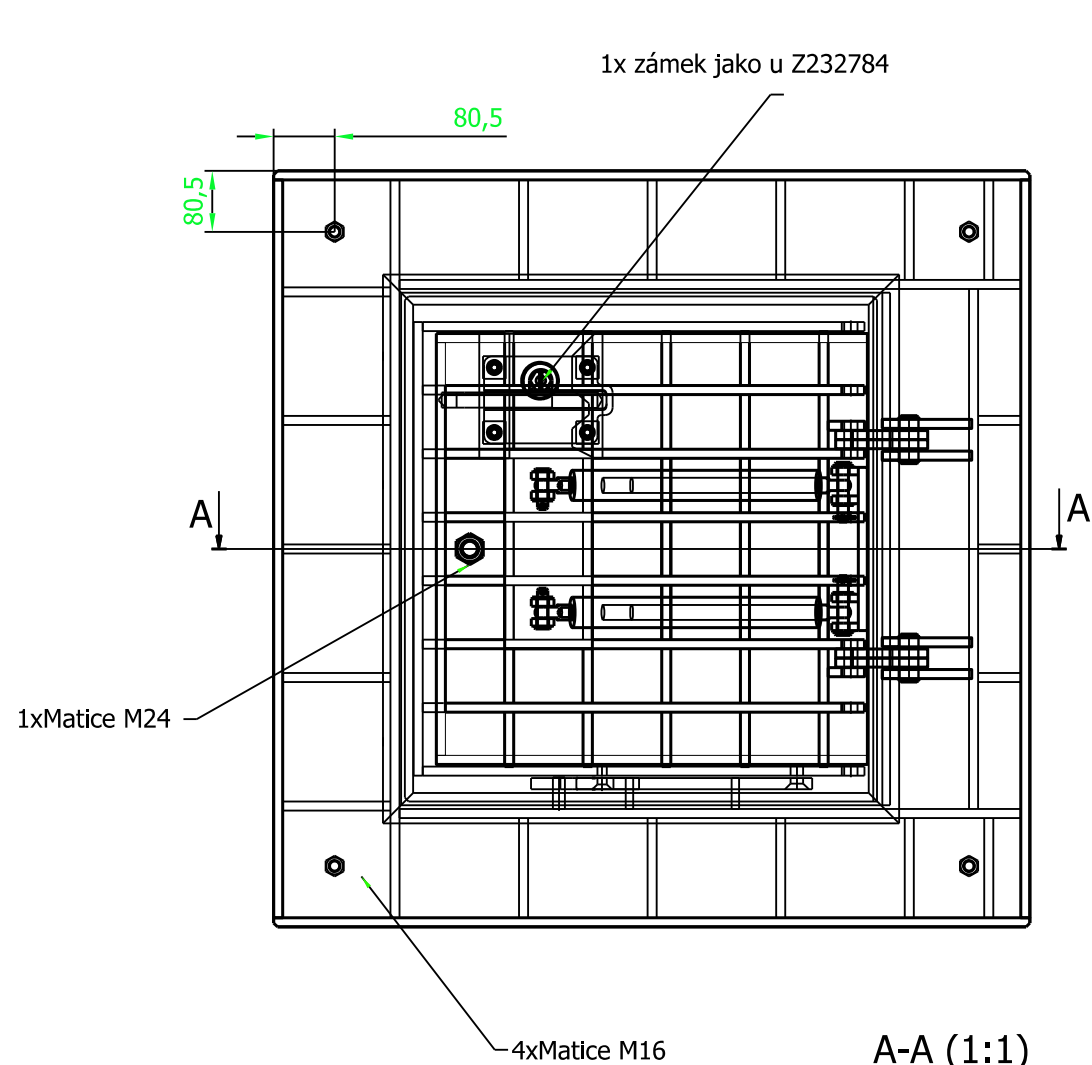 1x zámek jako u Z232784
80,5
80,5
A
A
1xMatice M24
4xMatice M16
A-A (1:1)